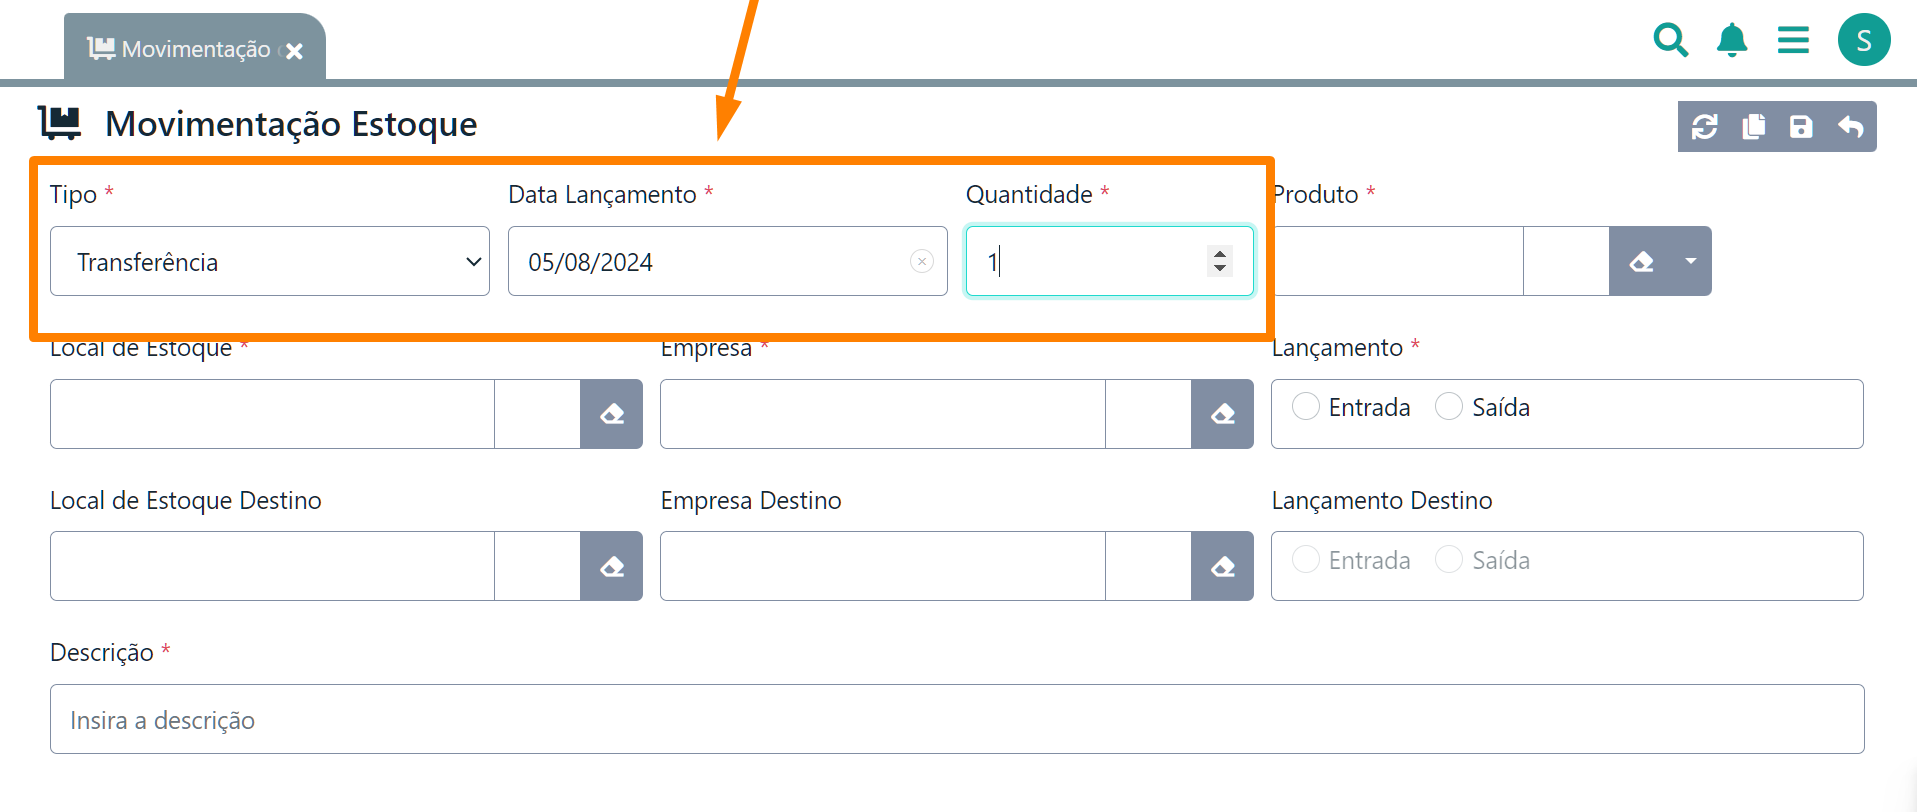 Movimentação
S
Movimentação Estoque
Tipo * Data Lançamento * Quantidade * Produto *
Transferência 05/08/2024 1
Local de Estoque * Empresa * Lançamento *
Entrada Saída
Local de Estoque Destino Empresa Destino Lançamento Destino
Entrada Saída
Descrição *
Insira a descrição